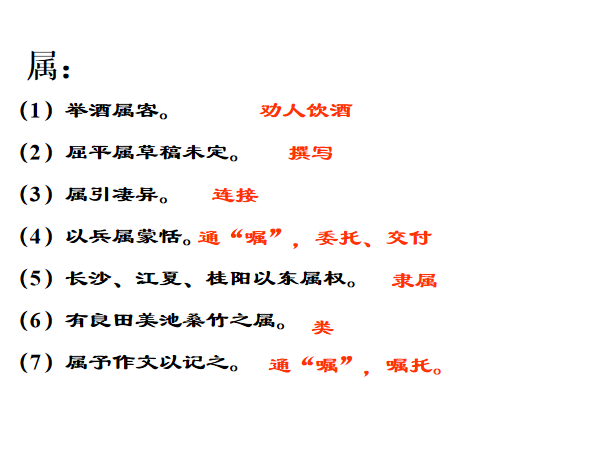 属：
（1）举酒属客。 劝人饮酒
（2）屈平属草稿未定。 撰写
（3）属引凄异。 连接
（4）以兵属蒙恬。通“嘱”，委托、交付
（5）长沙、江夏、桂阳以东属权。 隶属
（6）有良田美池桑竹之属。 类
（7）属予作文以记之。 通“嘱”，嘱托。